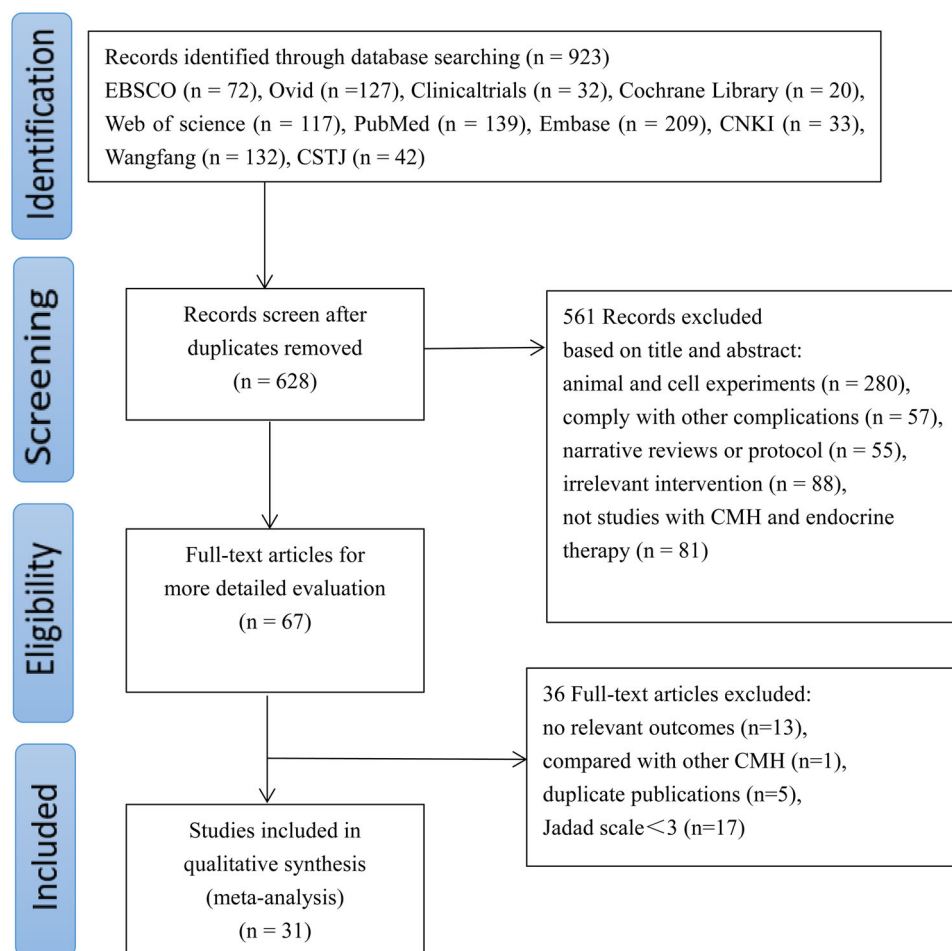 Identification
Records identified through database searching (n = 923)
EBSCO (n = 72), Ovid (n =127), Clinicaltrials (n = 32), Cochrane Library (n = 20),
Web of science (n = 117), PubMed (n = 139), Embase (n = 209), CNKI (n = 33),
Wangfang (n = 132), CSTJ (n = 42)
Screening
Records screen after
duplicates removed
(n = 628)
561 Records excluded
based on title and abstract:
animal and cell experiments (n = 280),
comply with other complications (n = 57),
narrative reviews or protocol (n = 55),
irrelevant intervention (n = 88),
not studies with CMH and endocrine
therapy (n = 81)
Eligibility
Full-text articles for
more detailed evaluation
(n = 67)
36 Full-text articles excluded:
no relevant outcomes (n=13),
compared with other CMH (n=1),
duplicate publications (n=5),
Jadad scale<3 (n=17)
Included
Studies included in
qualitative synthesis
(meta-analysis)
(n = 31)